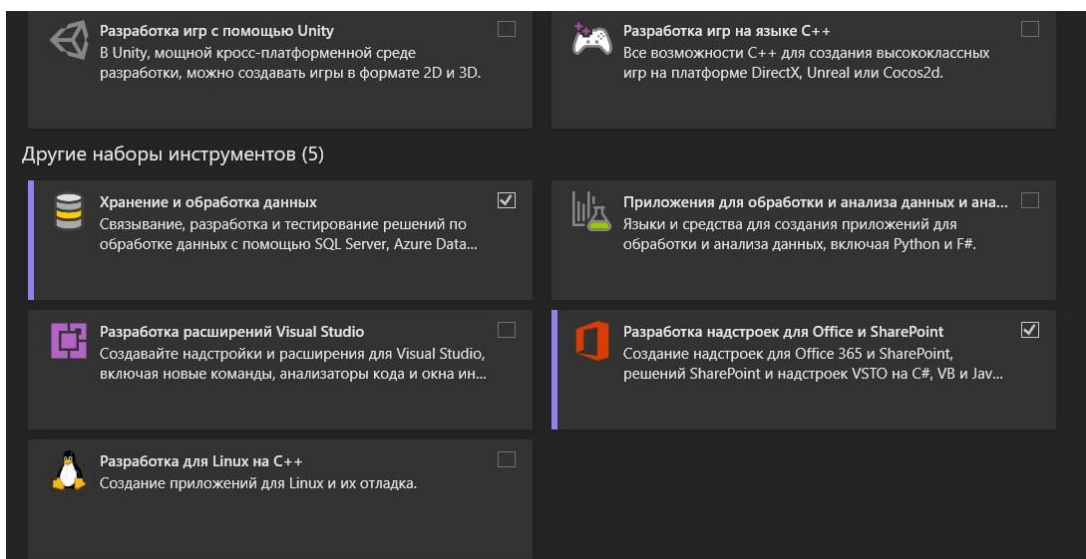 Разработка игр с помощью Unity
В Unity, мощной кросс-платформенной среде
разработки, можно создавать игры в формате 2D и 3D.
Разработка игр на языке C++
Все возможности C++ для создания высококлассных
игр на платформе DirectX, Unreal или Cocos2d.
Другие наборы инструментов (5)
Хранение и обработка данных
Связывание, разработка и тестирование решений по
обработке данных с помощью SQL Server, Azure Data...
Приложения для обработки и анализа данных и ана...
Языки и средства для создания приложений для
обработки и анализа данных, включая Python и F#.
Разработка расширений Visual Studio
Создавайте надстройки и расширения для Visual Studio,
включая новые команды, анализаторы кода и окна ин...
Разработка надстроек для Office и SharePoint
Создание надстроек для Office 365 и SharePoint,
решений SharePoint и надстроек VSTO на C#, VB и Jav...
Разработка для Linux на C++
Создание приложений для Linux и их отладка.